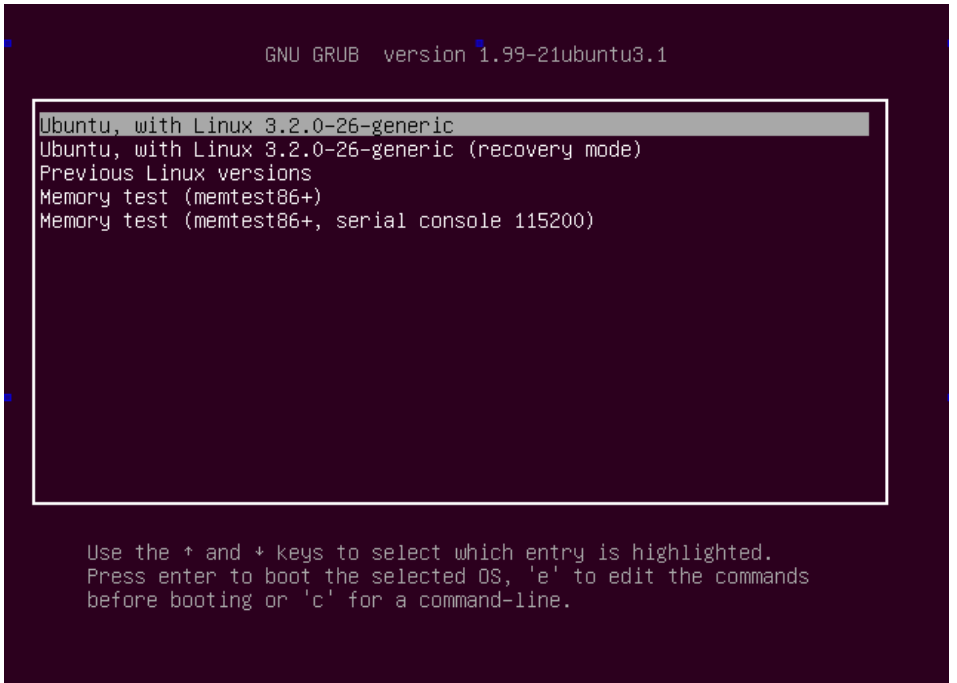 GNU GRUB  version 1.99-21ubuntu3.1
Ubuntu, with Linux 3.2.0-26-generic
Ubuntu, with Linux 3.2.0-26-generic (recovery mode)
Previous Linux versions
Memory test (memtest86+)
Memory test (memtest86+, serial console 115200)
Use the ↑ and ↓ keys to select which entry is highlighted.
Press enter to boot the selected OS, 'e' to edit the commands
before booting or 'c' for a command-line.